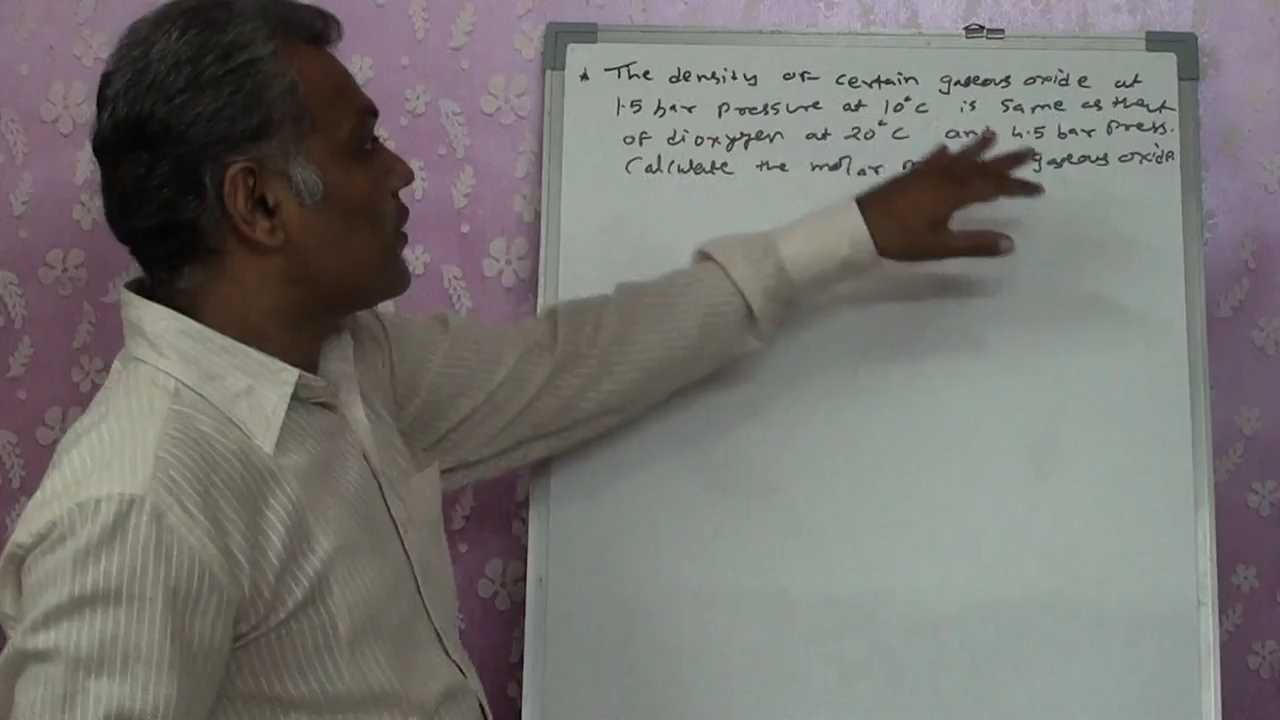 * The density of certain gaseous oxide at
1.5 bar pressure at 10°C is same as that
of dioxygen at 20°C and 4.5 bar press.
Calculate the molar gaseous oxide